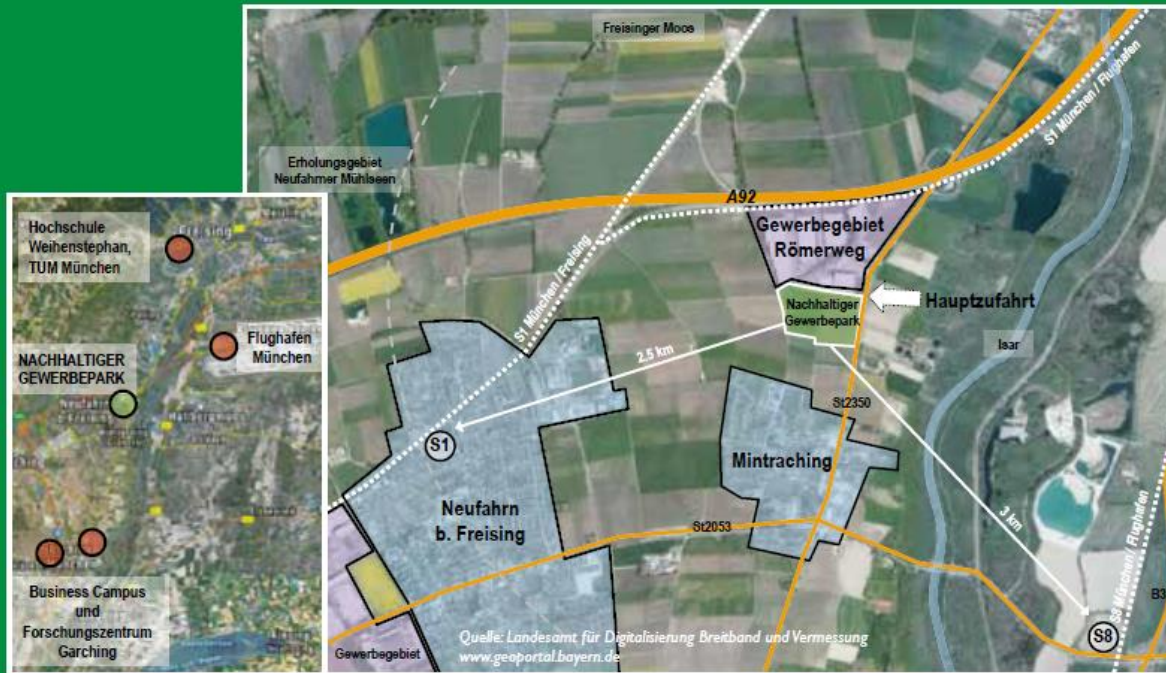 Hochschule
Weihenstephan,
TUM München
Freising
Flughafen
München
NACHHALTIGER
GEWERBEPARK
Business Campus
und
Forschungszentrum
Garching
Freisinger Moos
Erholungsgebiet
Neufahrner Mühlseen
S1 München / Flughafen
A92
Gewerbegebiet
Römerweg
S1 München / Freising
Nachhaltiger
Gewerbepark
Hauptzufahrt
Isar
2,5 km
St2350
S1
Mintraching
Neufahrn
b. Freising
St2053
3 km
S8 München/ Flughafen
B3
S8
Gewerbegebiet
Quelle: Landesamt für Digitalisierung Breitband und Vermessung
www.geoportal.bayern.de